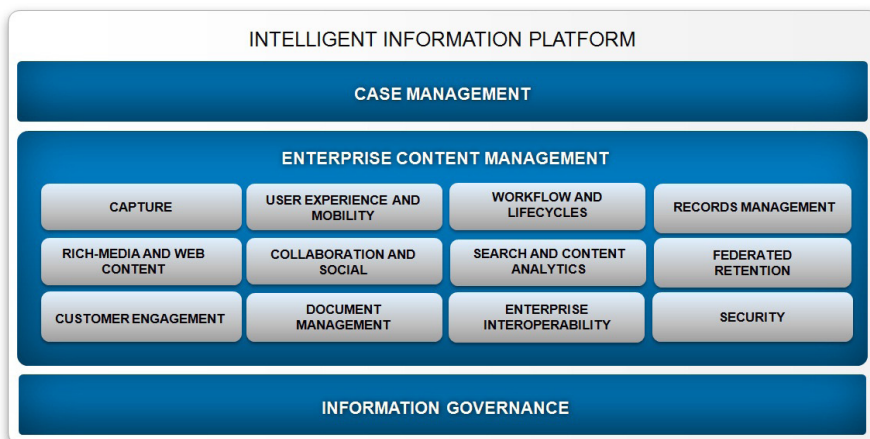 INTELLIGENT INFORMATION PLATFORM
CASE MANAGEMENT
ENTERPRISE CONTENT MANAGEMENT
CAPTURE
USER EXPERIENCE AND
MOBILITY
WORKFLOW AND
LIFECYCLES
RECORDS MANAGEMENT
RICH-MEDIA AND WEB
CONTENT
COLLABORATION AND
SOCIAL
SEARCH AND CONTENT
ANALYTICS
FEDERATED
RETENTION
CUSTOMER ENGAGEMENT
DOCUMENT
MANAGEMENT
ENTERPRISE
INTEROPERABILITY
SECURITY
INFORMATION GOVERNANCE